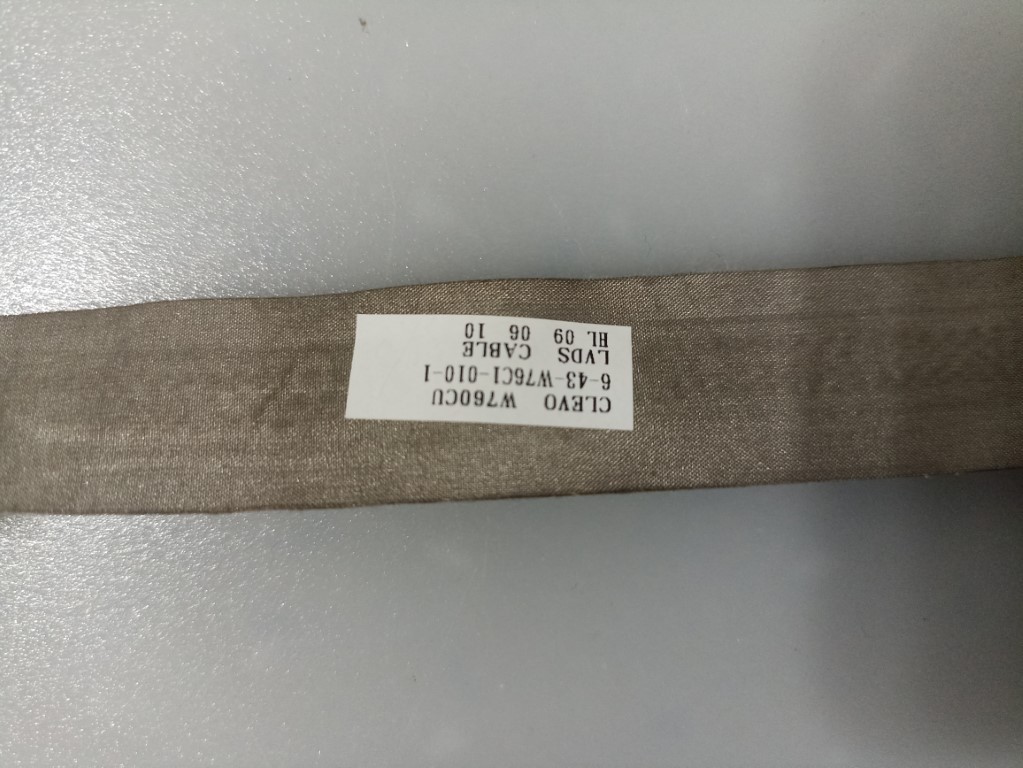 CLEVO W760CU
6-43-W76C1-010-1
LVDS CABLE
HL 09 06 10